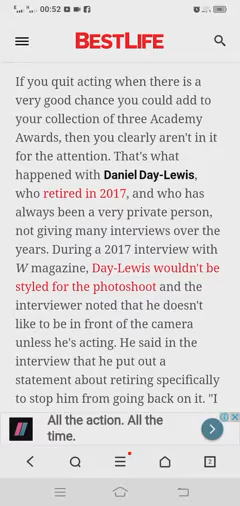 00:52
BESTLIFE
If you quit acting when there is a
very good chance you could add to
your collection of three Academy
Awards, then you clearly aren't in it
for the attention. That's what
happened with Daniel Day-Lewis,
who retired in 2017, and who has
always been a very private person,
not giving many interviews over the
years. During a 2017 interview with
W magazine, Day-Lewis wouldn't be
styled for the photoshoot and the
interviewer noted that he doesn't
like to be in front of the camera
unless he's acting. He said in the
interview that he put out a
statement about retiring specifically
to stop him from going back on it. "I
All the action. All the
time.
2